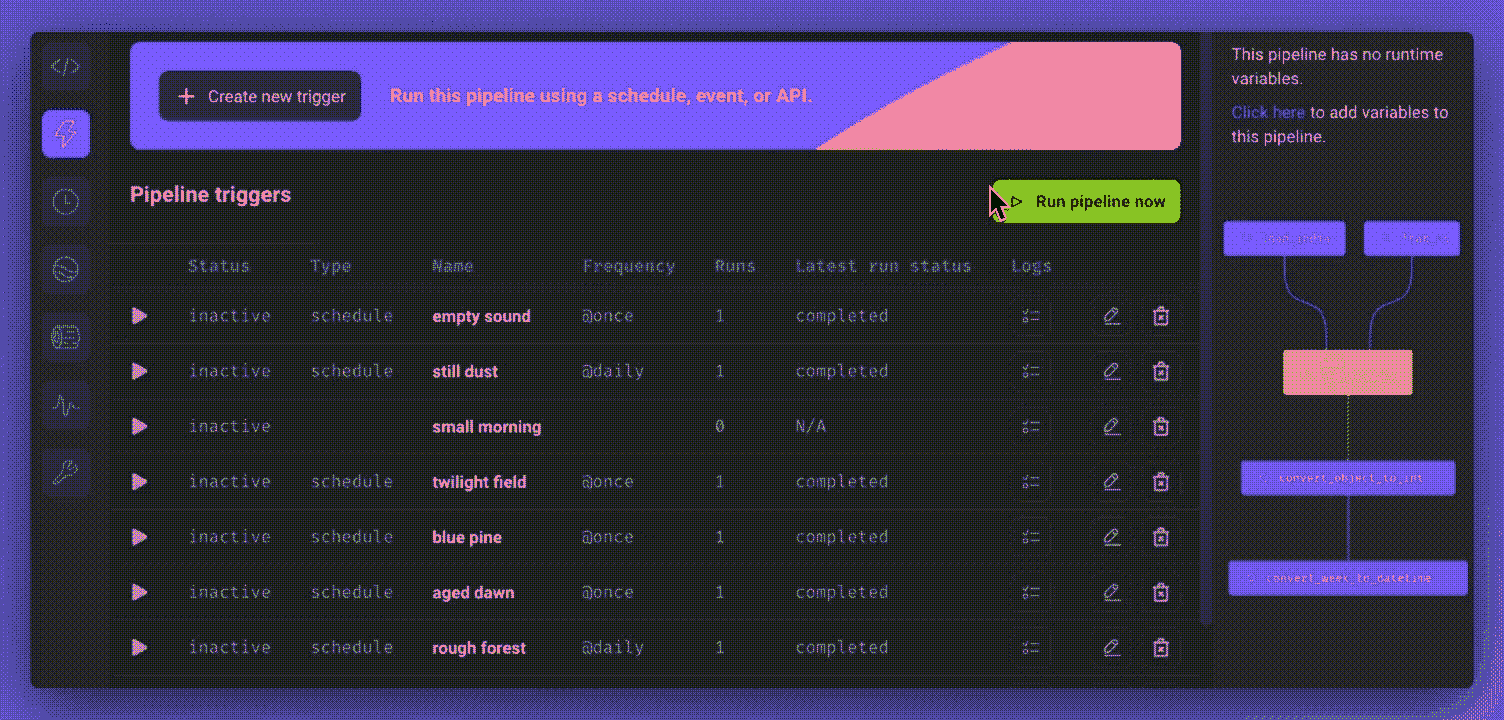 Create new trigger
Run this pipeline using a schedule, event, or API.
Pipeline triggers
Run pipeline now
Status Type Name Frequency Runs Latest run status Logs
inactive schedule empty sound @once 1 completed
inactive schedule still dust @daily 1 completed
inactive small morning 0 N/A
inactive schedule twilight field @once 1 completed
inactive schedule blue pine @once 1 completed
inactive schedule aged dawn @once 1 completed
inactive schedule rough forest @daily 1 completed
This pipeline has no runtime
variables.
Click here to add variables to
this pipeline.
convert_object_to_int
convert_week_to_datetime